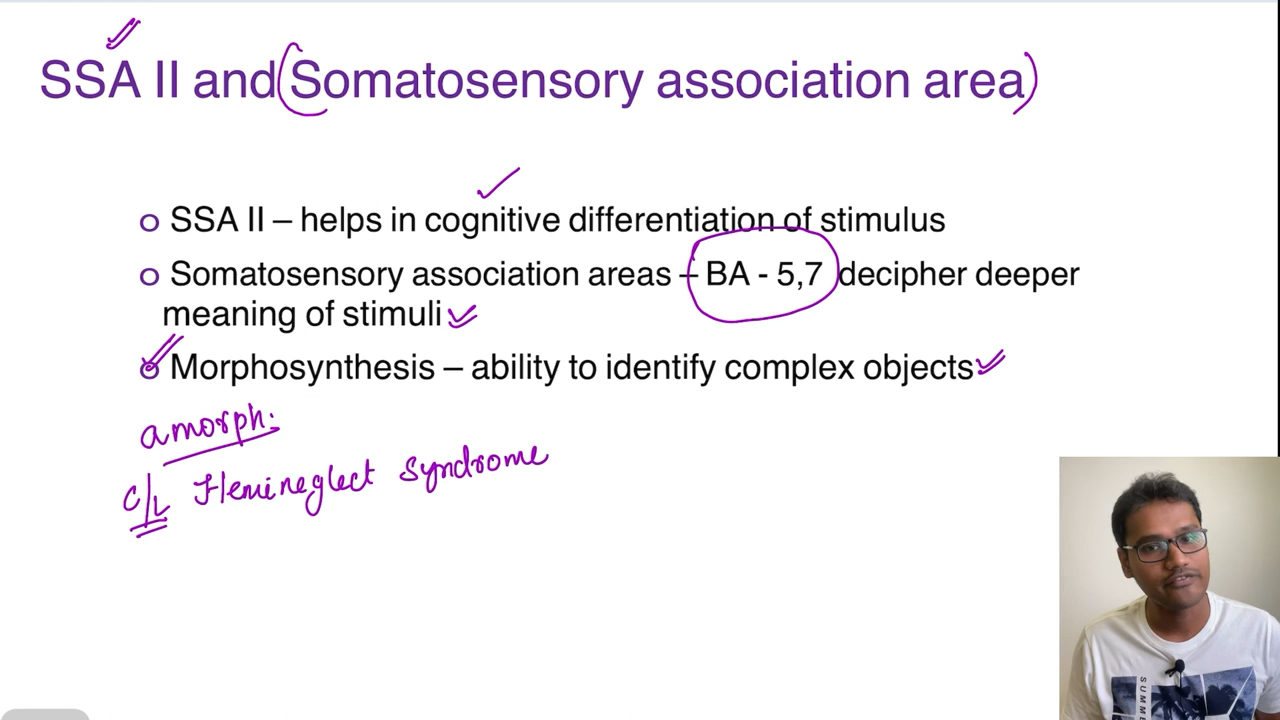 SSA II and Somatosensory association area
o SSA II – helps in cognitive differentiation of stimulus
o Somatosensory association areas – BA - 5,7 decipher deeper
meaning of stimuli
o Morphosynthesis – ability to identify complex objects
amorph:
C/L Hemineglect Syndrome
SUMME